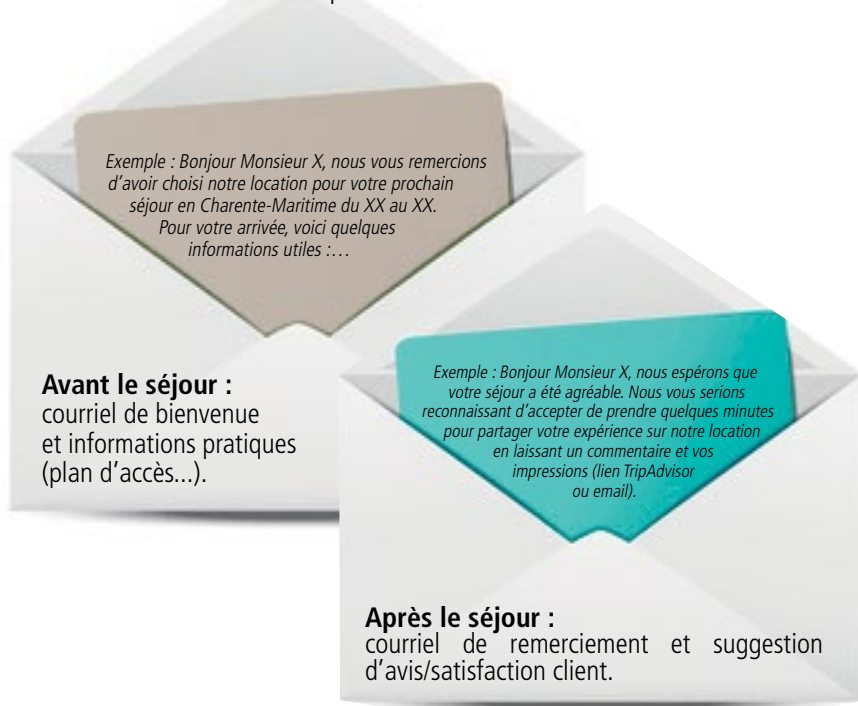 Exemple : Bonjour Monsieur X, nous vous remercions
d’avoir choisi notre location pour votre prochain
séjour en Charente-Maritime du XX au XX.
Pour votre arrivée, voici quelques
informations utiles :…
Avant le séjour :
courriel de bienvenue
et informations pratiques
(plan d’accès...).
Exemple : Bonjour Monsieur X, nous espérons que
votre séjour a été agréable. Nous vous serions
reconnaissant d’accepter de prendre quelques minutes
pour partager votre expérience sur notre location
en laissant un commentaire et vos
impressions (lien TripAdvisor
ou email).
Après le séjour :
courriel de remerciement et suggestion
d’avis/satisfaction client.